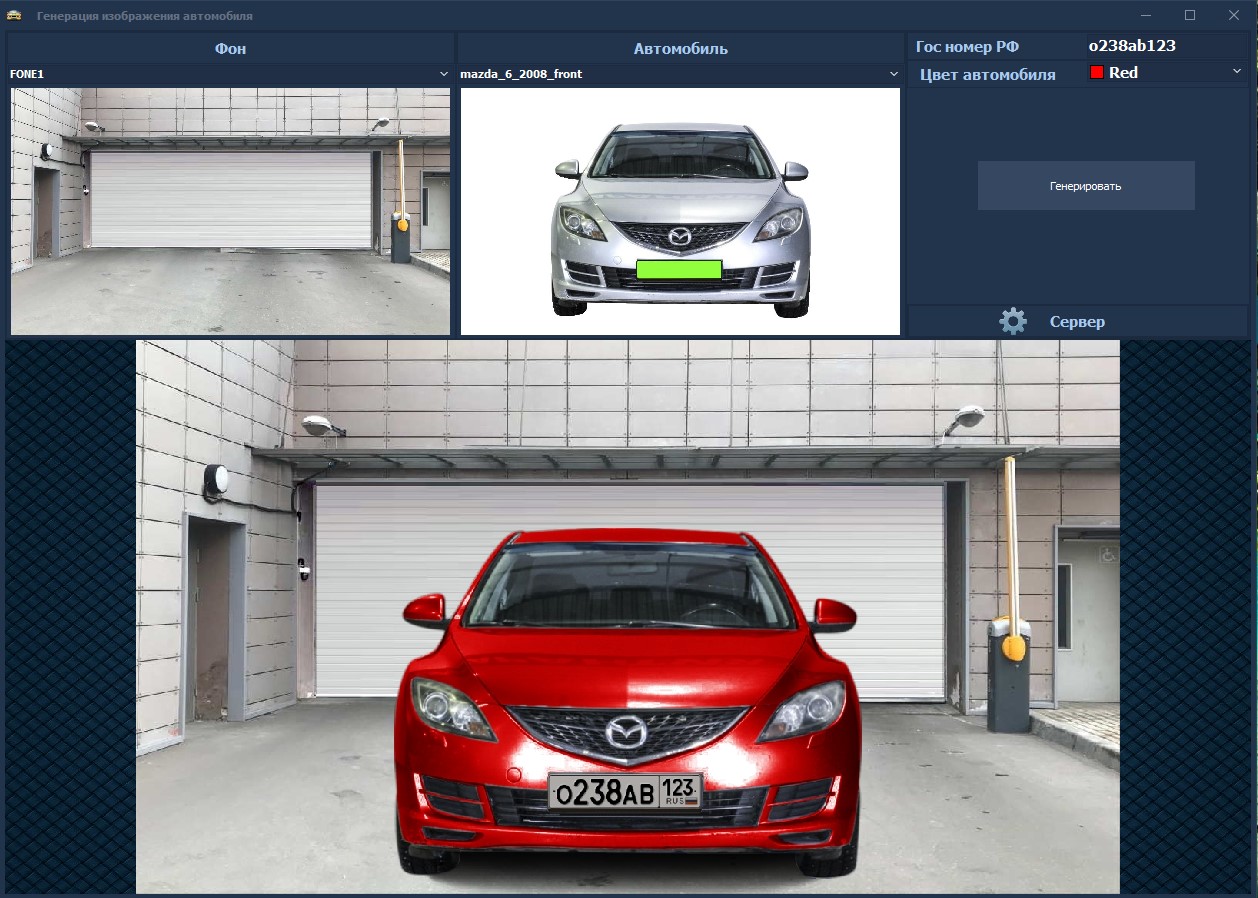 Генерация изображения автомобиля
Фон
Автомобиль
Гос номер РФ
o238ab123
FONE1
mazda_6_2008_front
Цвет автомобиля
Red
Генерировать
Сервер
О238АВ 123
RUS